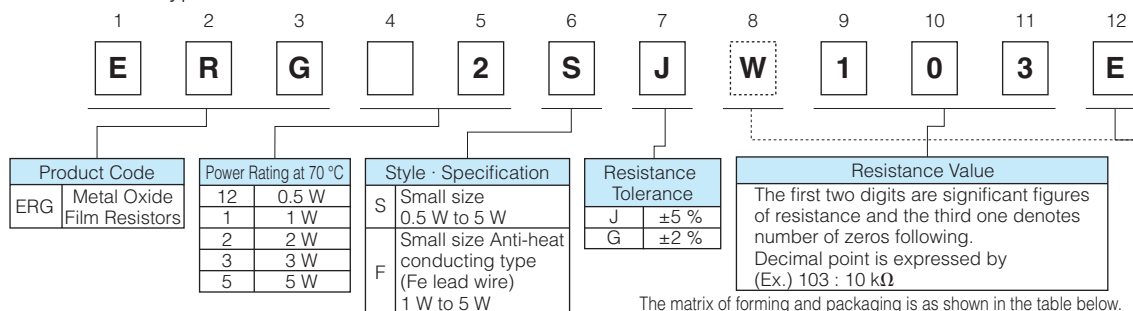 1 2 3 4 5 6 7 8 9 10 11 12
E R G 2 S J W 1 0 3 E
Product Code
ERG Metal Oxide
Film Resistors
Power Rating at 70 °C
12 0.5 W
1 1 W
2 2 W
3 3 W
5 5 W
Style · Specification
S Small size
0.5 W to 5 W
F Small size Anti-heat
conducting type
(Fe lead wire)
1 W to 5 W
Resistance
Tolerance
J ±5 %
G ±2 %
Resistance Value
The first two digits are significant figures
of resistance and the third one denotes
number of zeros following.
Decimal point is expressed by
(Ex.) 103 : 10 kΩ
The matrix of forming and packaging is as shown in the table below.